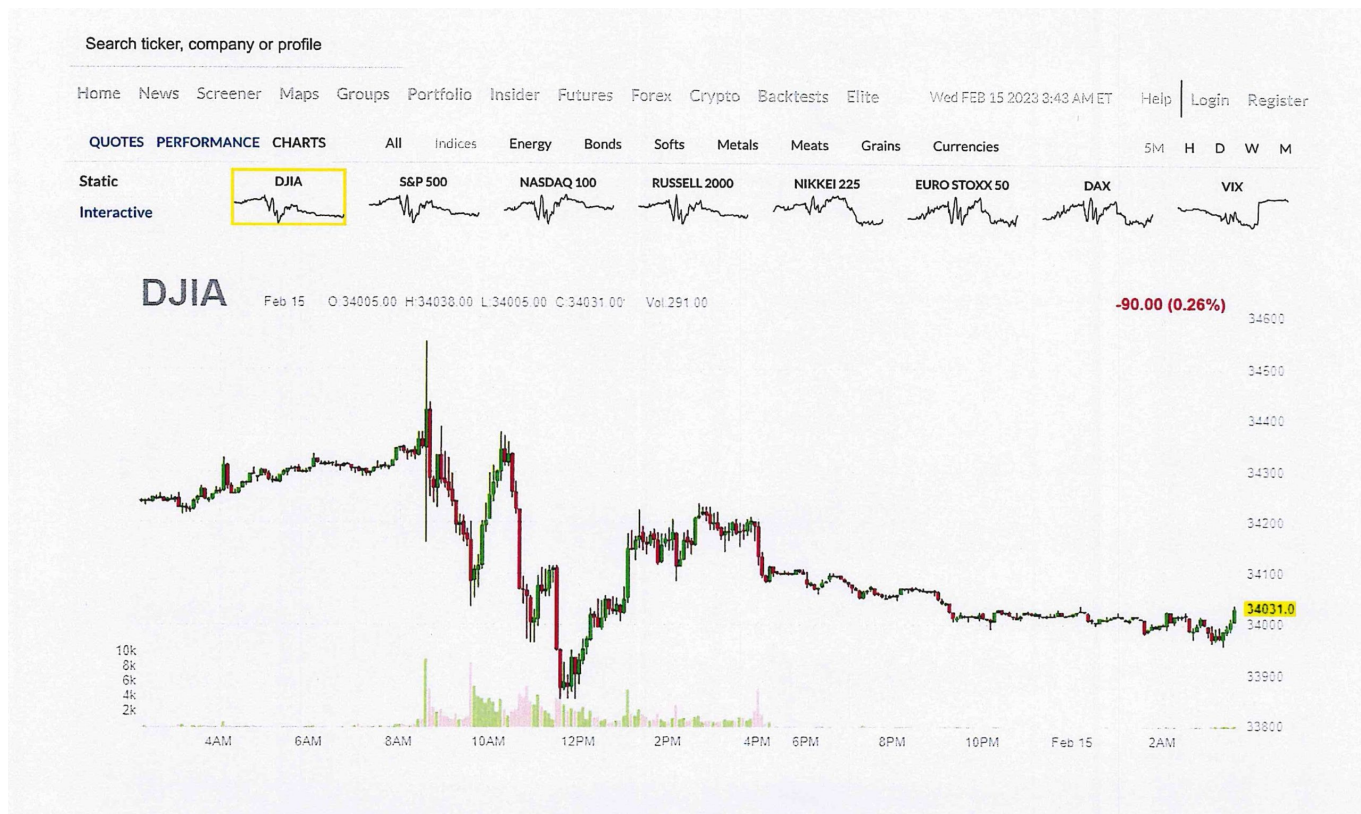 Search ticker, company or profile
Home News Screener Maps Groups Portfolio Insider Futures Forex Crypto Backtests Elite Wed FEB 15 2023 3:43 AM ET Help Login Register
QUOTES PERFORMANCE CHARTS All Indices Energy Bonds Softs Metals Meats Grains Currencies 5M H D W M
Static DJIA S&P 500 NASDAQ 100 RUSSELL 2000 NIKKEI 225 EURO STOXX 50 DAX VIX
Interactive
DJIA Feb 15 O:34005.00 H:34038.00 L:34005.00 C:34031.00 Vol:291.00 -90.00 (0.26%)
34600
34500
34400
34300
34200
34100
34031.0
34000
10k
8k
33900
6k
4k
2k
33800
4AM 6AM 8AM 10AM 12PM 2PM 4PM 6PM 8PM 10PM Feb 15 2AM